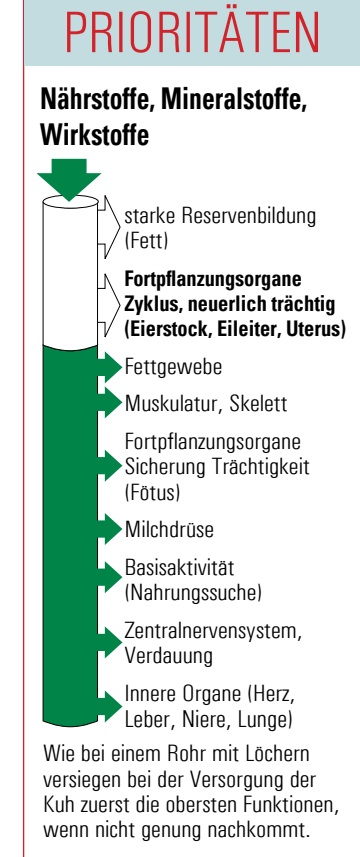 PRIORITÄTEN
Nährstoffe, Mineralstoffe,
Wirkstoffe
starke Reservenbildung
(Fett)
Fortpflanzungsorgane
Zyklus, neuerlich trächtig
(Eierstock, Eileiter, Uterus)
Fettgewebe
Muskulatur, Skelett
Fortpflanzungsorgane
Sicherung Trächtigkeit
(Fötus)
Milchdrüse
Basisaktivität
(Nahrungssuche)
Zentralnervensystem,
Verdauung
Innere Organe (Herz,
Leber, Niere, Lunge)
Wie bei einem Rohr mit Löchern
versiegen bei der Versorgung der
Kuh zuerst die obersten Funktionen,
wenn nicht genung nachkommt.